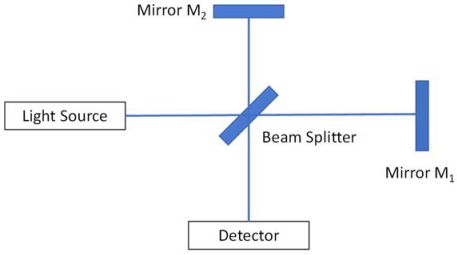 Mirror M₂
Light Source
Beam Splitter
Mirror M₁
Detector